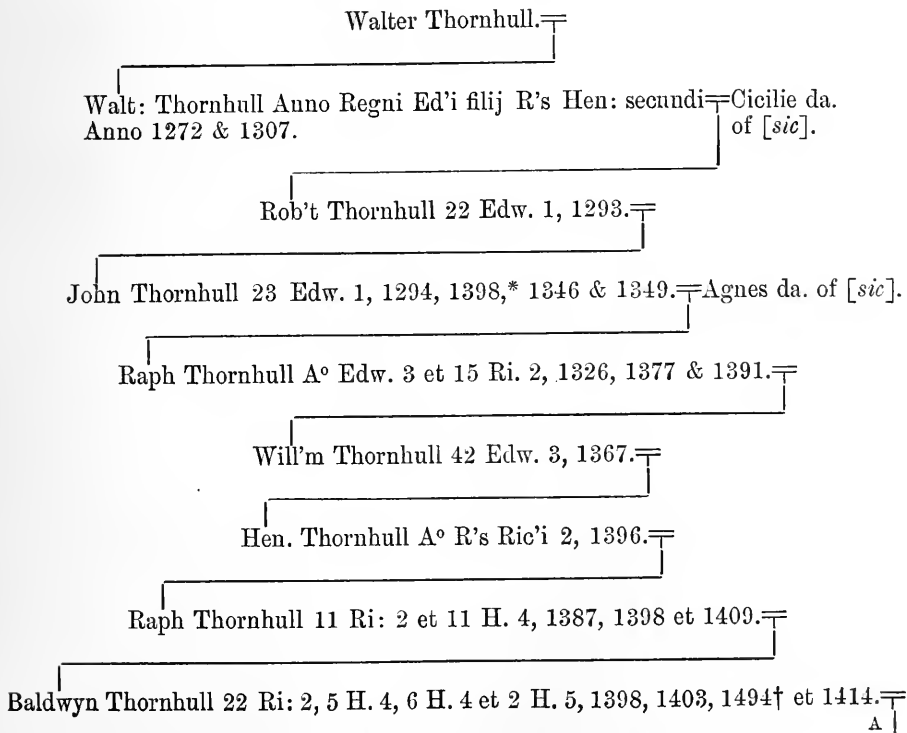 Walter Thornhull.
Walt: Thornhull Anno Regni Ed'i filij R's Hen: secundi Cicilie da.
Anno 1272 & 1307. of [sic].
Rob't Thornhull 22 Edw. 1, 1293.
John Thornhull 23 Edw. 1, 1294, 1398,* 1346 & 1349. Agnes da. of [sic].
Raph Thornhull Aº Edw. 3 et 15 Ri. 2, 1326, 1377 & 1391.
Will'm Thornhull 42 Edw. 3, 1367.
Hen. Thornhull Aº R's Ric'i 2, 1396.
Raph Thornhull 11 Ri: 2 et 11 H. 4, 1387, 1398 et 1409.
Baldwyn Thornhull 22 Ri: 2, 5 H. 4, 6 H. 4 et 2 H. 5, 1398, 1403, 1494† et 1414.
A